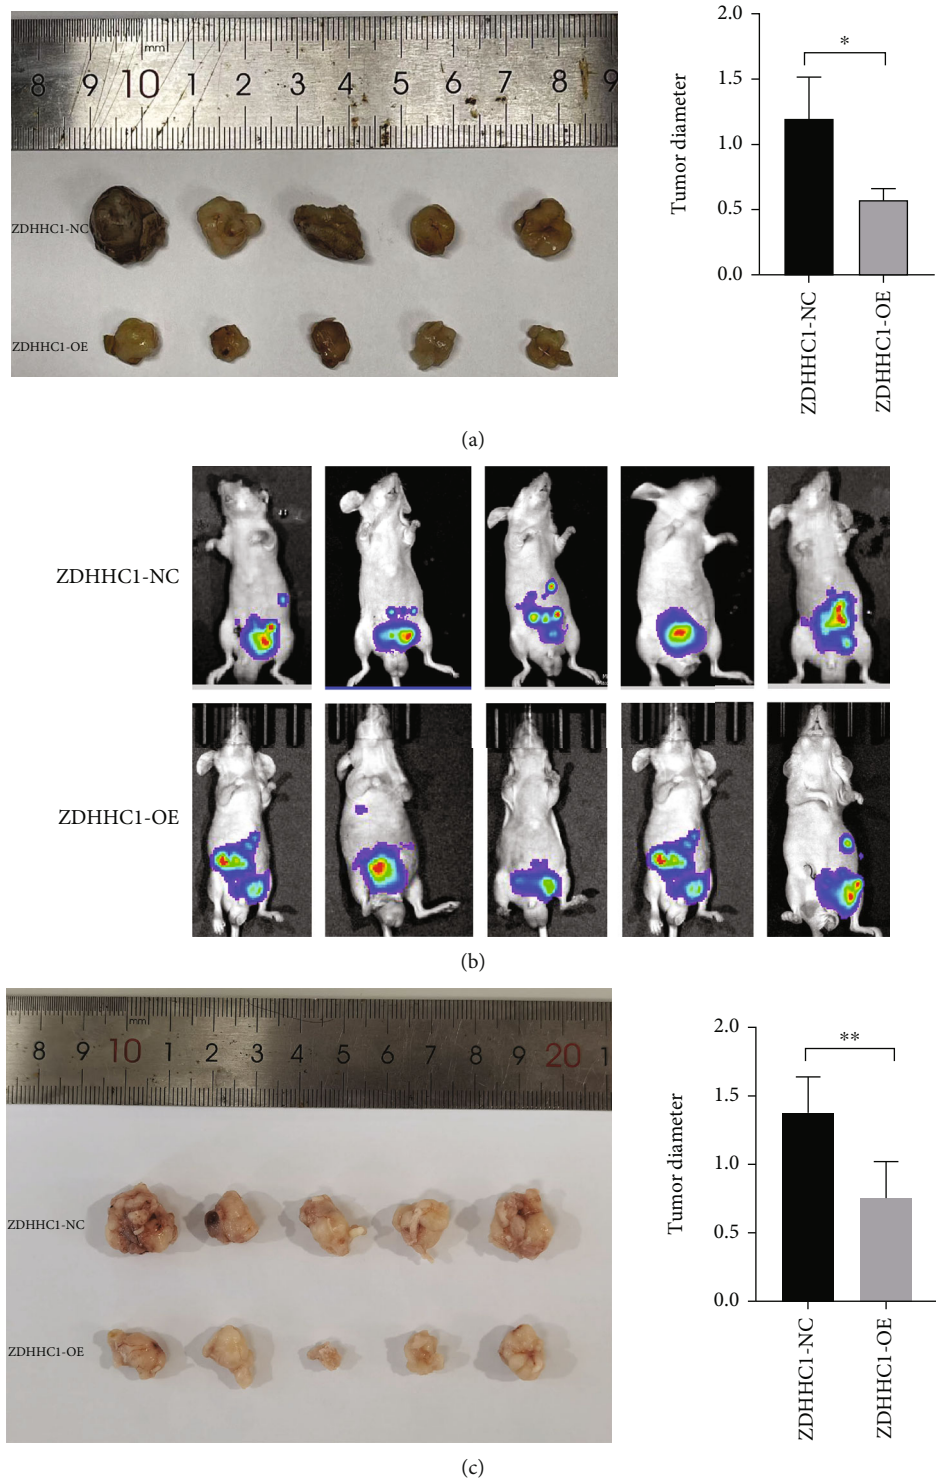 mm
8 9 10 1 2 3 4 5 6 7 8 9
ZDHHC1-NC
ZDHHC1-OE
2.0
1.5
1.0
0.5
0.0
Tumor diameter
*
ZDHHC1-NC
ZDHHC1-OE
(a)
ZDHHC1-NC
ZDHHC1-OE
(b)
mm
8 9 10 1 2 3 4 5 6 7 8 9 20 1
ZDHHC1-NC
ZDHHC1-OE
2.0
1.5
1.0
0.5
0.0
Tumor diameter
**
ZDHHC1-NC
ZDHHC1-OE
(c)